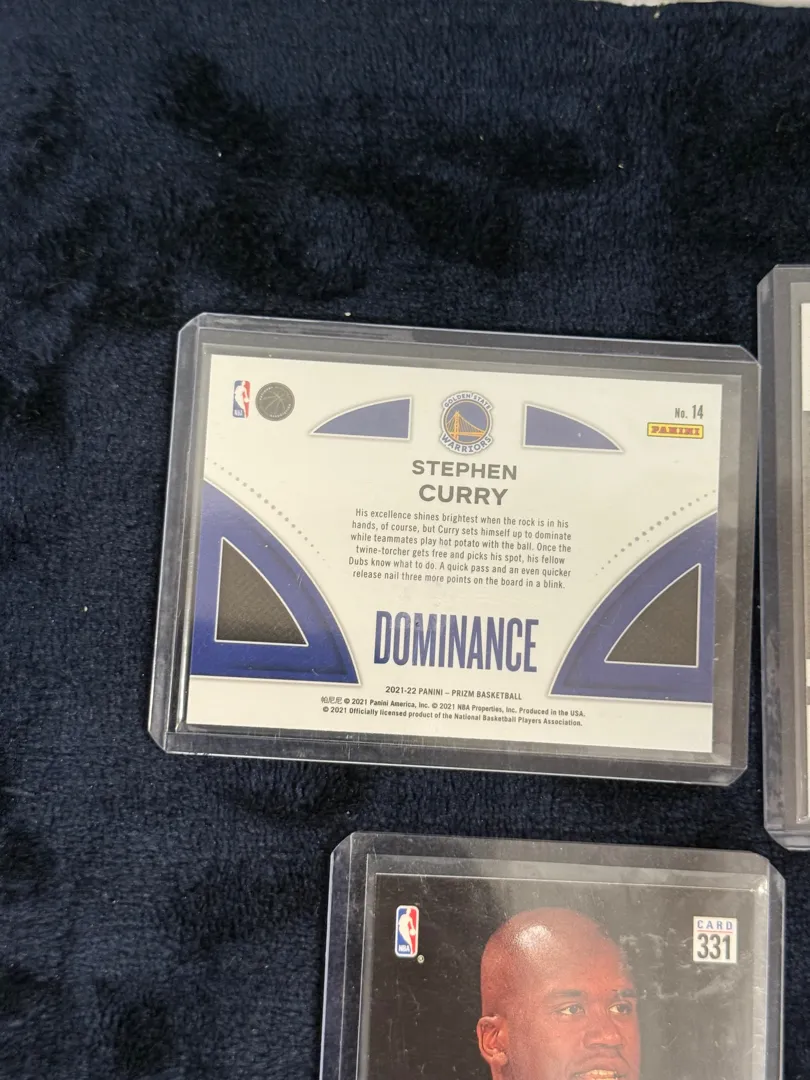 GOLDEN STATE
WARRIORS
No. 14
PANINI
STEPHEN
CURRY
His excellence shines brightest when the rock is in his
hands, of course, but Curry sets himself up to dominate
while teammates play hot potato with the ball. Once the
twine-torcher gets free and picks his spot, his fellow
Dubs know what to do. A quick pass and an even quicker
release nail three more points on the board in a blink.
DOMINANCE
2021-22 PANINI – PRIZM BASKETBALL
帕尼尼 © 2021 Panini America, Inc. © 2021 NBA Properties, Inc. Produced in the USA.
© 2021 Officially licensed product of the National Basketball Players Association.
NBA
®
CARD
331